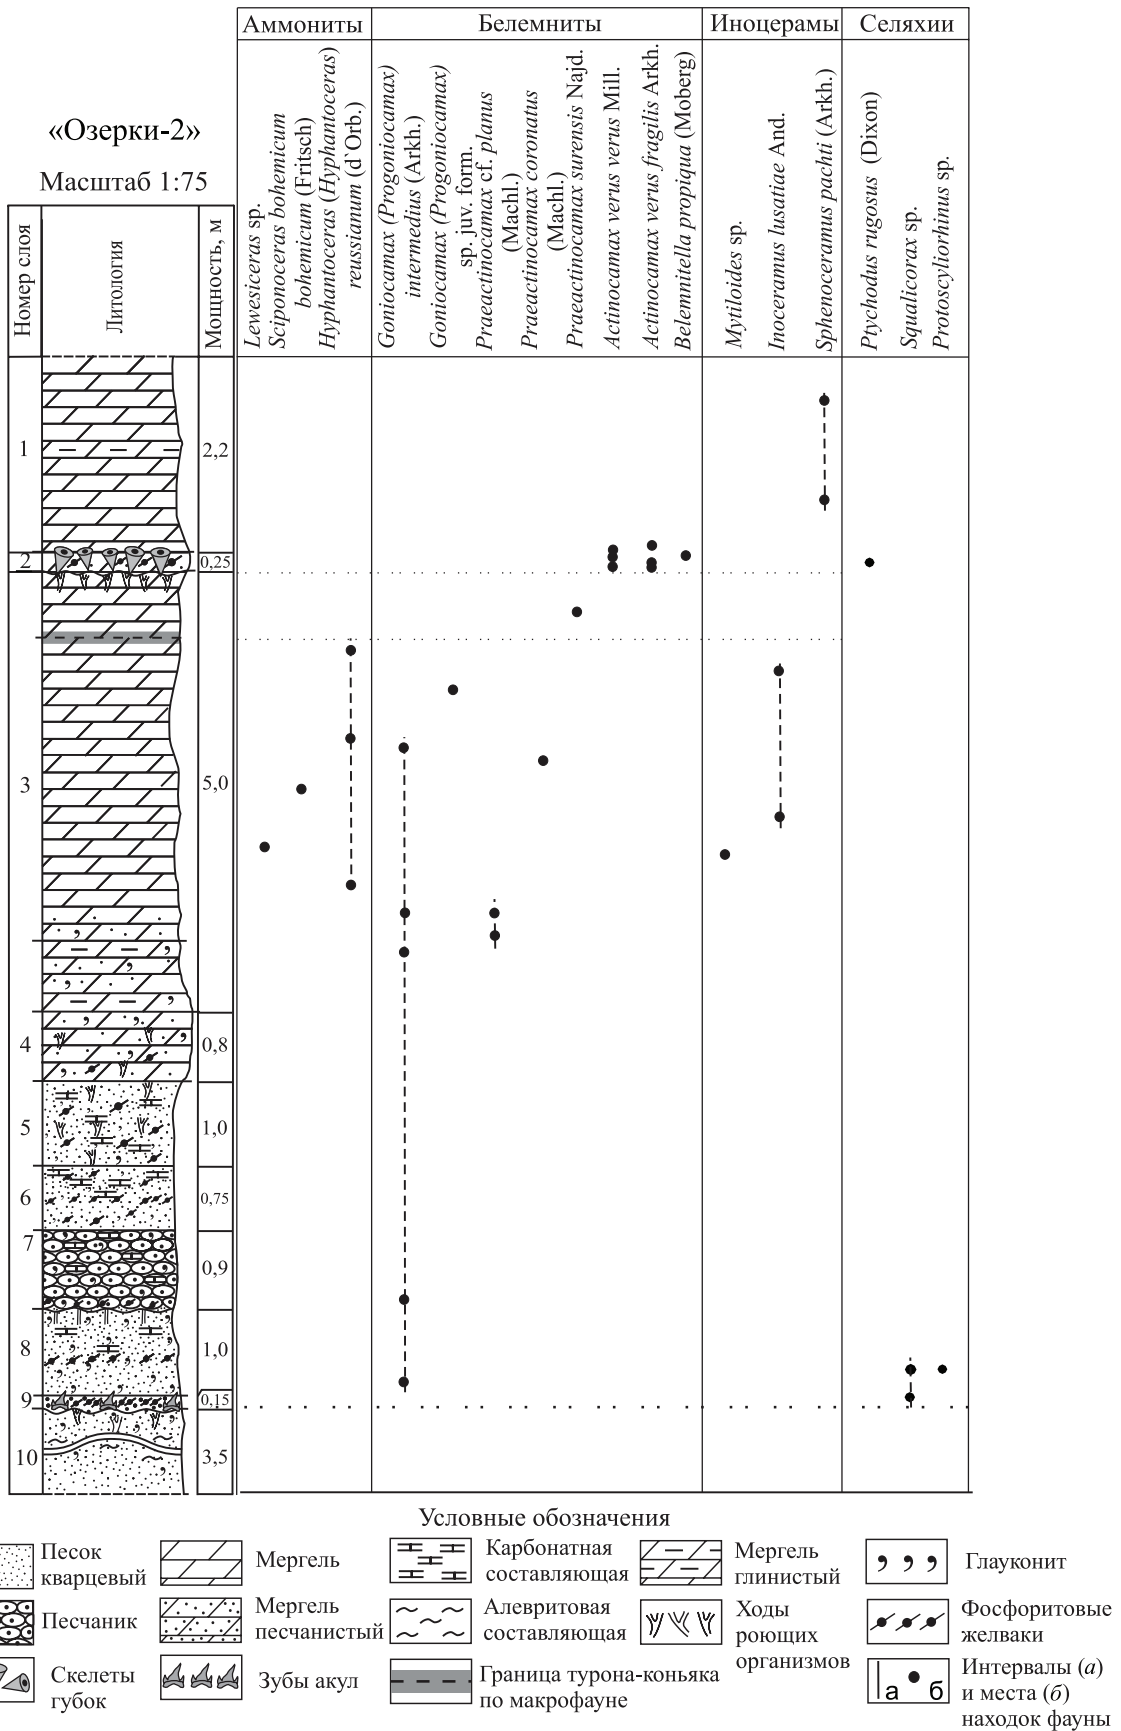 Аммониты
Белемниты
Иноцерамы
Селяхии
«Озерки-2»
Масштаб 1:75
Номер слоя
Литология
Мощность, м
Lewesiceras sp.
Sciponoceras bohemicum
bohemicum (Fritsch)
Hyphantoceras (Hyphantoceras)
reussianum (d`Orb.)
Goniocamax (Progoniocamax)
intermedius (Arkh.)
Goniocamax (Progoniocamax)
sp. juv. form.
Praeactinocamax cf. planus
(Machl.)
Praeactinocamax coronatus
(Machl.)
Praeactinocamax surensis Najd.
Actinocamax verus verus Mill.
Actinocamax verus fragilis Arkh.
Belemnitella propiqua (Moberg)
Mytiloides sp.
Inoceramus lusatiae And.
Sphenoceramus pachti (Arkh.)
Ptychodus rugosus (Dixon)
Squalicorax sp.
Protoscyliorhinus sp.
1
2,2
2
0,25
3
5,0
4
0,8
5
1,0
6
0,75
7
0,9
8
1,0
9
0,15
10
3,5
Условные обозначения
Песок
кварцевый
Мергель
Карбонатная
составляющая
Мергель
глинистый
Глауконит
Песчаник
Мергель
песчанистый
Алевритовая
составляющая
Ходы
роющих
организмов
Фосфоритовые
желваки
Скелеты
губок
Зубы акул
Граница турона-коньяка
по макрофауне
а
б
Интервалы (а)
и места (б)
находок фауны